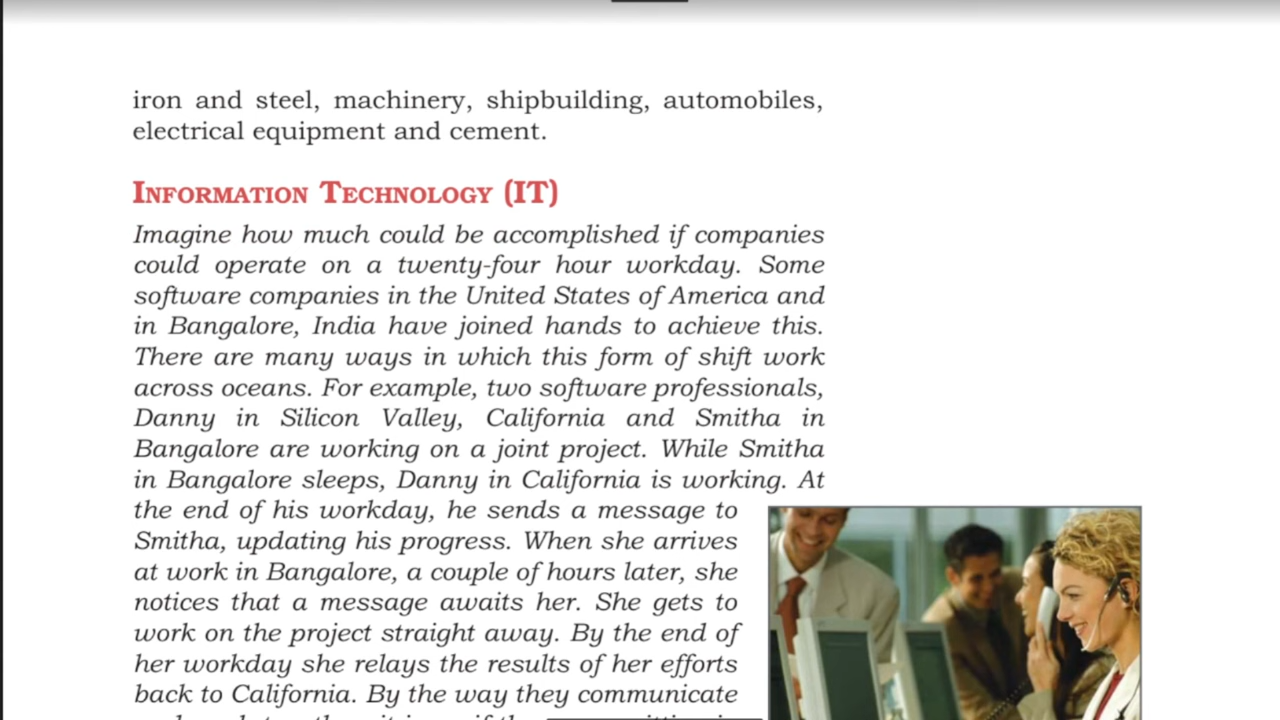 iron and steel, machinery, shipbuilding, automobiles,
electrical equipment and cement.
INFORMATION TECHNOLOGY (IT)
Imagine how much could be accomplished if companies
could operate on a twenty-four hour workday. Some
software companies in the United States of America and
in Bangalore, India have joined hands to achieve this.
There are many ways in which this form of shift work
across oceans. For example, two software professionals,
Danny in Silicon Valley, California and Smitha in
Bangalore are working on a joint project. While Smitha
in Bangalore sleeps, Danny in California is working. At
the end of his workday, he sends a message to
Smitha, updating his progress. When she arrives
at work in Bangalore, a couple of hours later, she
notices that a message awaits her. She gets to
work on the project straight away. By the end of
her workday she relays the results of her efforts
back to California. By the way they communicate